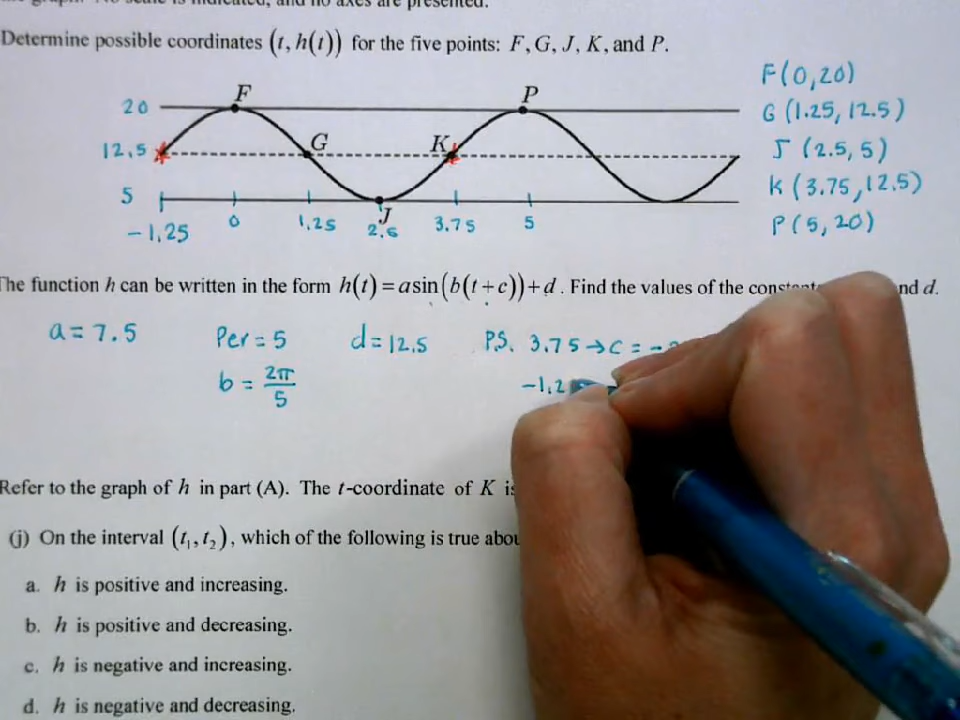 Determine possible coordinates (t, h(t)) for the five points: F, G, J, K, and P.
F P
20
F(0,20)
G (1.25, 12.5)
12.5 G K
J (2.5, 5)
5
K (3.75, 12.5)
J
-1.25 0 1.25 2.5 3.75 5
P(5, 20)
The function h can be written in the form h(t) = a sin(b(t+c))+d. Find the values of the nd d.
a = 7.5 Per = 5 d = 12.5 P.S. 3.75 → c = -
b = 2π/5 -1.2
Refer to the graph of h in part (A). The t-coordinate of K is
(j) On the interval (t₁, t₂), which of the following is true
a. h is positive and increasing.
b. h is positive and decreasing.
c. h is negative and increasing.
d. h is negative and decreasing.